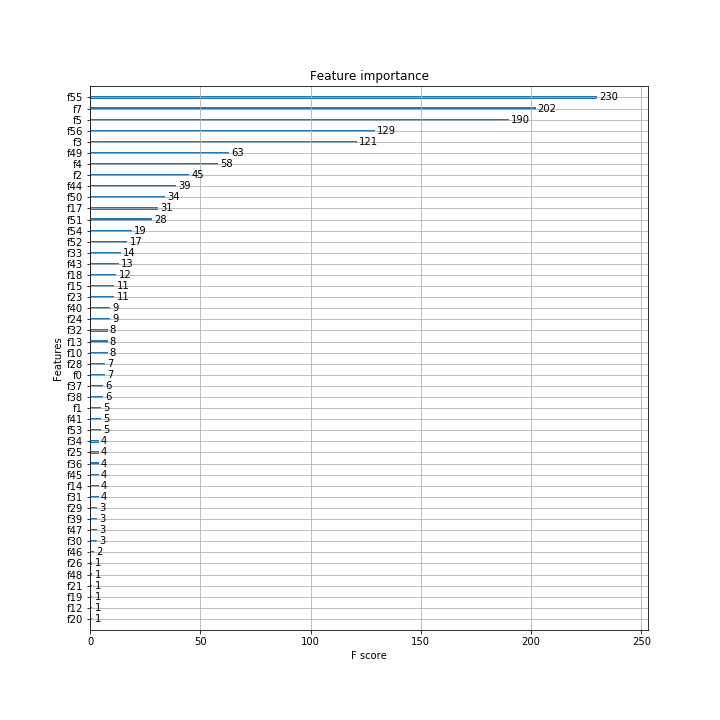 Feature importance
f55 230
f7 202
f5 190
f56 129
f3 121
f49 63
f4 58
f2 45
f44 39
f50 34
f17 31
f51 28
f54 19
f52 17
f33 14
f43 13
f18 12
f15 11
f23 11
f40 9
f24 9
f32 8
f13 8
f10 8
f28 7
f0 7
f37 6
f38 6
f1 5
f41 5
f53 5
f34 4
f25 4
f36 4
f45 4
f14 4
f31 4
f29 3
f39 3
f47 3
f30 3
f46 2
f26 1
f48 1
f21 1
f19 1
f12 1
f20 1
Features
0 50 100 150 200 250
F score